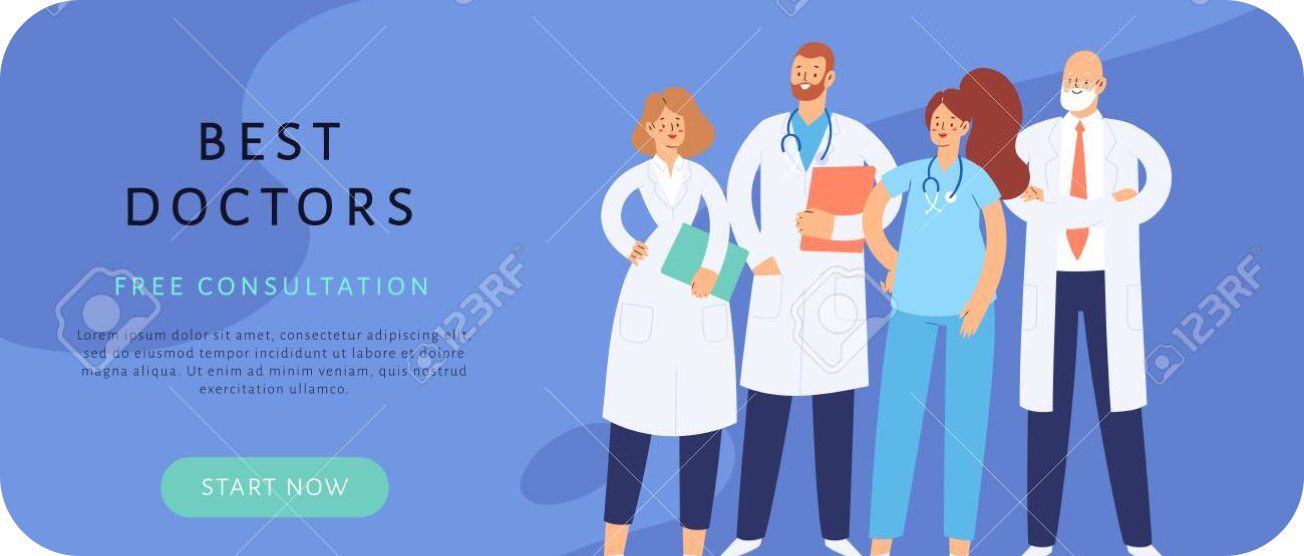 BEST
DOCTORS
FREE CONSULTATION
Lorem ipsum dolor sit amet, consectetur adipiscing elit,
sed do eiusmod tempor incididunt ut labore et dolore
magna aliqua. Ut enim ad minim veniam, quis nostrud
exercitation ullamco.
START NOW
123RF
123RF